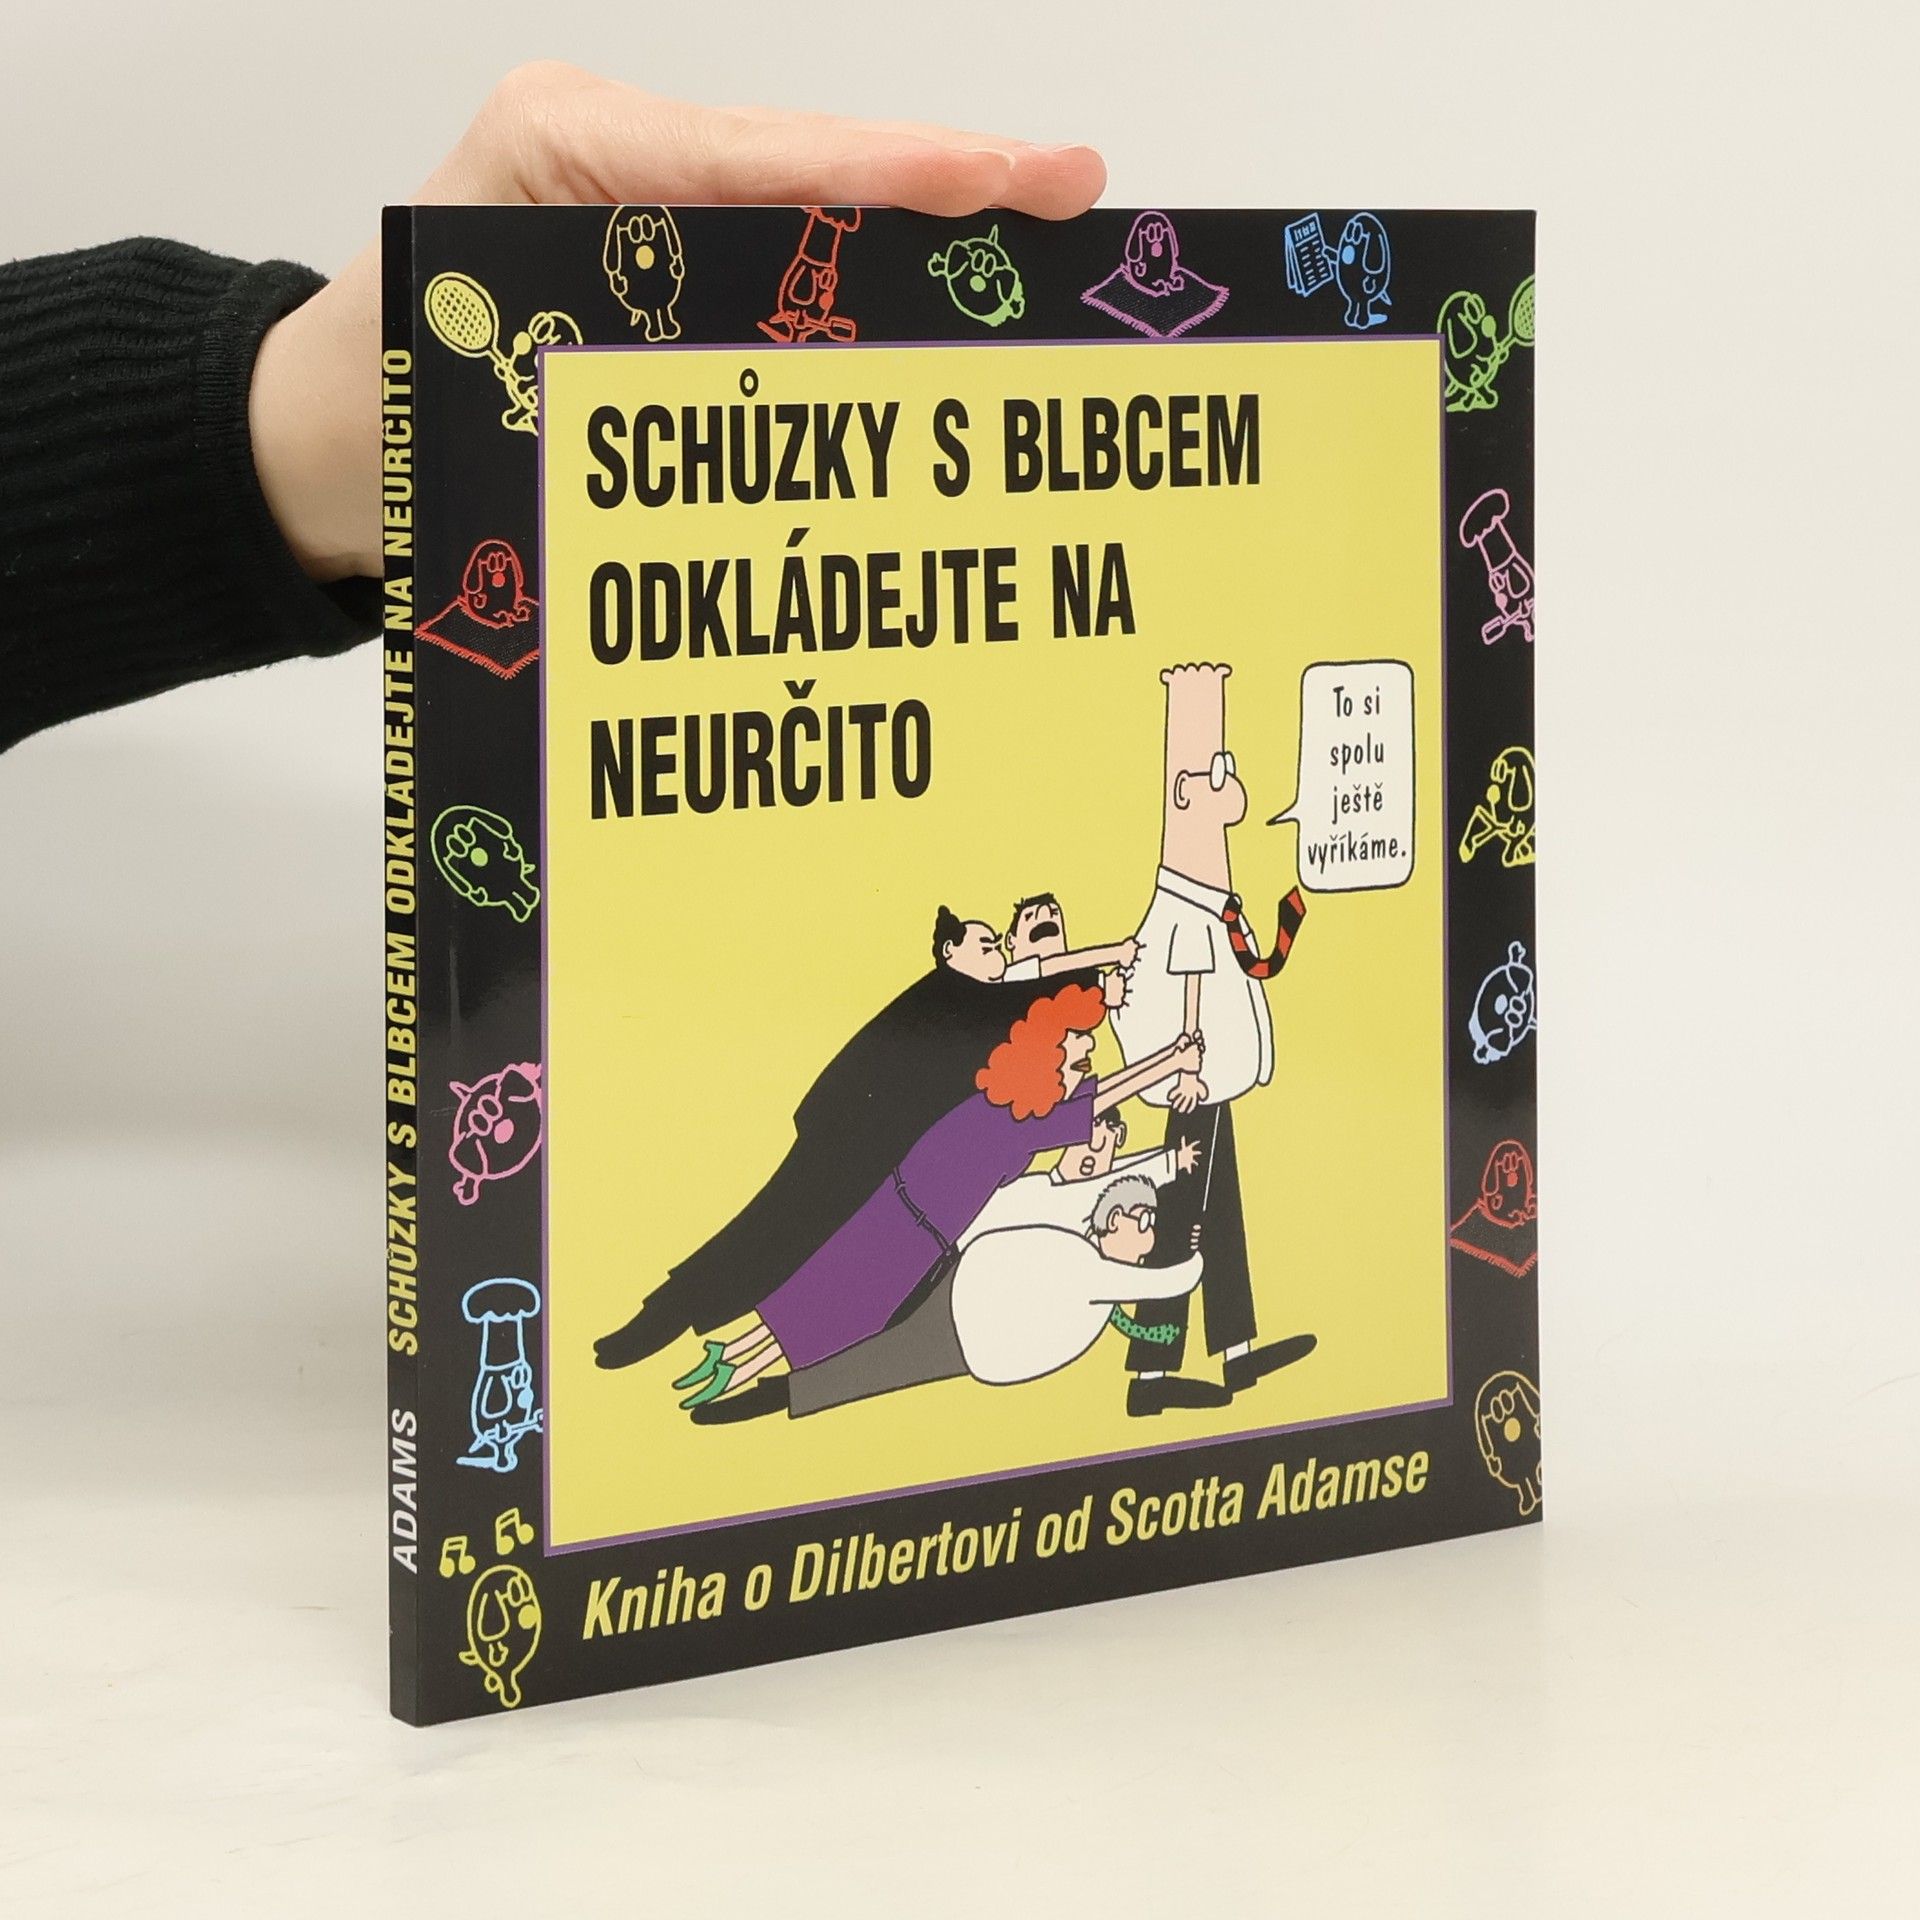 SCHŮZKY S BLBCEM
ODKLÁDEJTE NA
NEURČITO
To si
spolu
ještě
vyříkáme.
Kniha o Dilbertovi od Scotta Adamse
ADAMS SCHŮZKY S BLBCEM ODKLÁDEJTE NA NEURČITO